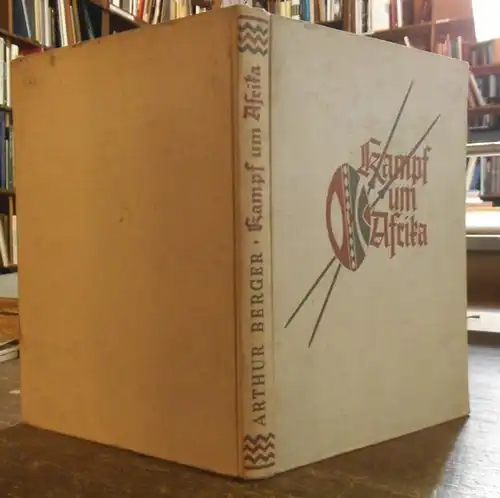 ARTHUR BERGER · Kampf um Afrika
Kampf
um
Afrika